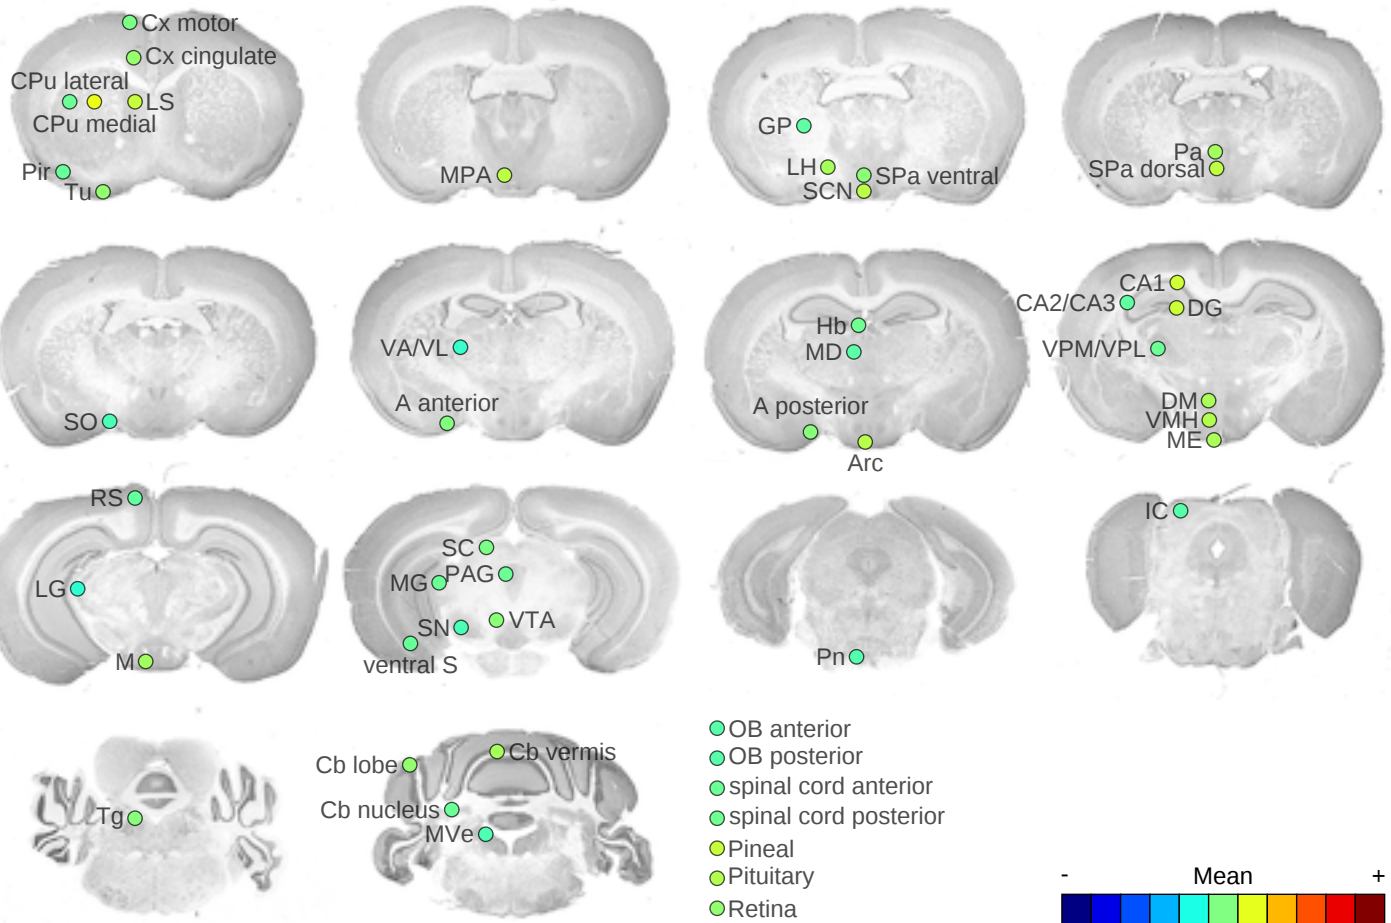 Cx motor
Cx cingulate
CPu lateral
LS
CPu medial
Pir
Tu
MPA
GP
LH
SPa ventral
SCN
Pa
SPa dorsal
SO
VA/VL
A anterior
Hb
MD
A posterior
Arc
CA1
CA2/CA3
DG
VPM/VPL
DM
VMH
ME
RS
LG
M
SC
MG
PAG
SN
VTA
ventral S
Pn
IC
Tg
Cb lobe
Cb vermis
Cb nucleus
MVe
OB anterior
OB posterior
spinal cord anterior
spinal cord posterior
Pineal
Pituitary
Retina
- Mean +